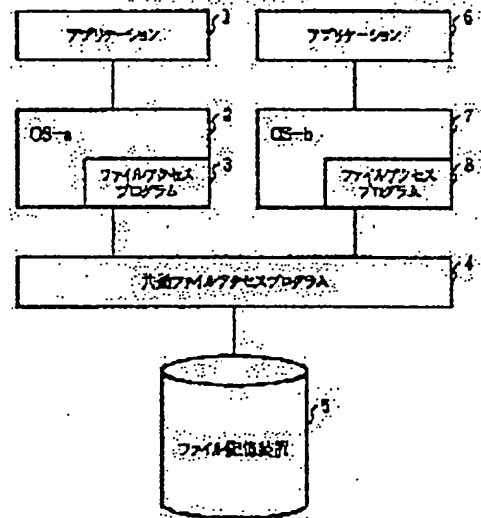 1
アプリケーション
6
アプリケーション
2
OS-a
3
ファイルアクセス
プログラム
7
OS-b
8
ファイルアクセス
プログラム
4
共通ファイルアクセスプログラム
5
ファイル記憶装置